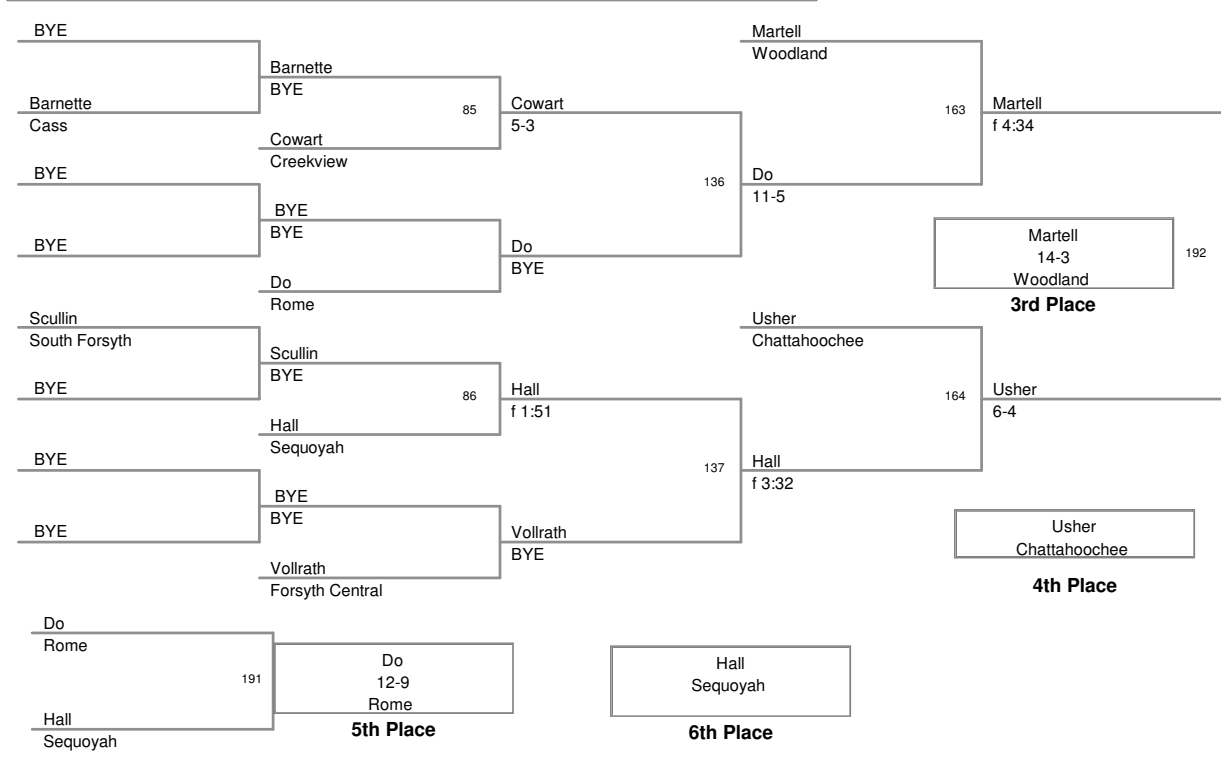 BYE
Barnette
Cass
BYE
BYE
Scullin
South Forsyth
BYE
BYE
BYE
Barnette
BYE
85
Cowart
Creekview
BYE
BYE
Do
Rome
Scullin
BYE
86
Hall
Sequoyah
BYE
BYE
Vollrath
Forsyth Central
Cowart
5-3
136
Do
BYE
Hall
f 1:51
137
Vollrath
BYE
Martell
Woodland
163
Do
11-5
Usher
Chattahoochee
164
Hall
f 3:32
Martell
f 4:34
Martell
14-3
Woodland
192
3rd Place
Usher
6-4
Usher
Chattahoochee
4th Place
Do
Rome
191
Hall
Sequoyah
Do
12-9
Rome
5th Place
Hall
Sequoyah
6th Place